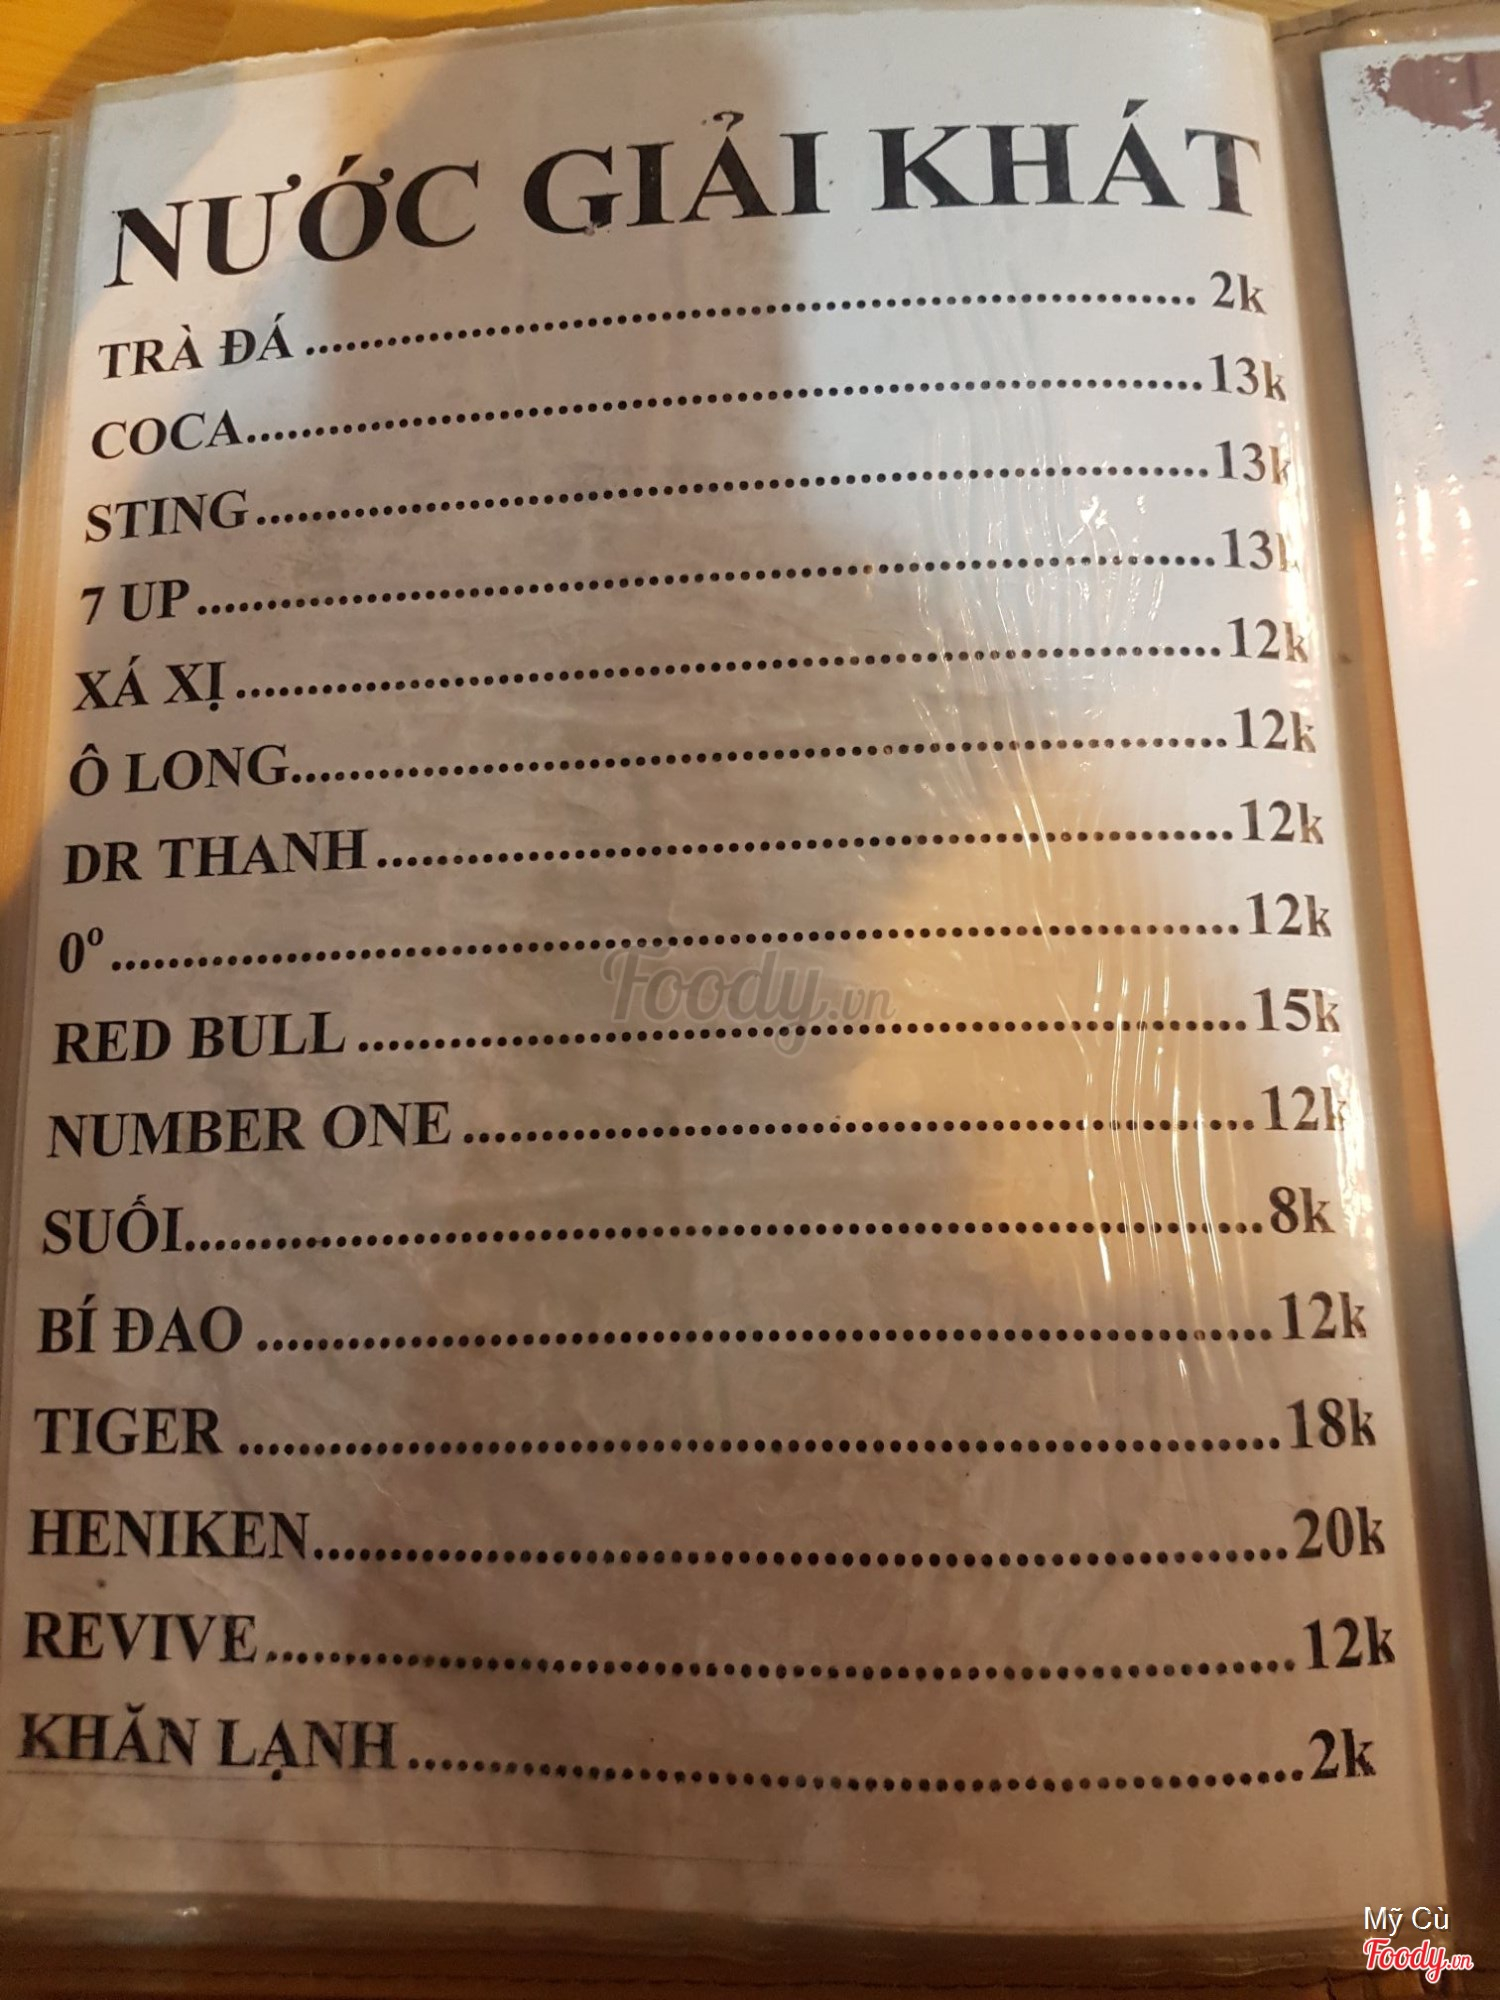 NƯỚC GIẢI KHÁT
TRÀ ĐÁ ........ 2k
COCA ........ 13k
STING ........ 13k
7 UP ........ 13k
XÁ XỊ ........ 12k
Ô LONG ........ 12k
DR THANH ........ 12k
0º ........ 12k
RED BULL ........ 15k
NUMBER ONE ........ 12k
SUỐI ........ 8k
BÍ ĐAO ........ 12k
TIGER ........ 18k
HENIKEN ........ 20k
REVIVE ........ 12k
KHĂN LẠNH ........ 2k
Foody.vn
Mỹ Cù
Foody.vn